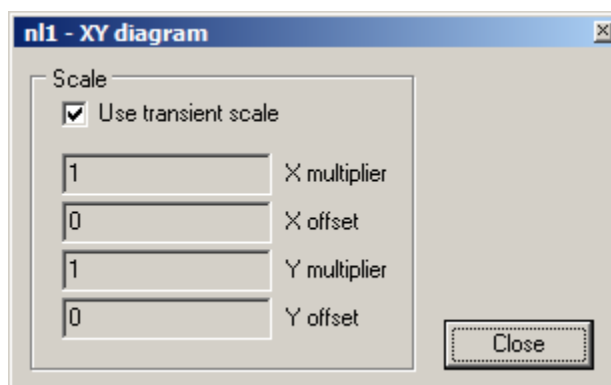 nl1 - XY diagram
Scale
Use transient scale
1 X multiplier
0 X offset
1 Y multiplier
0 Y offset
Close